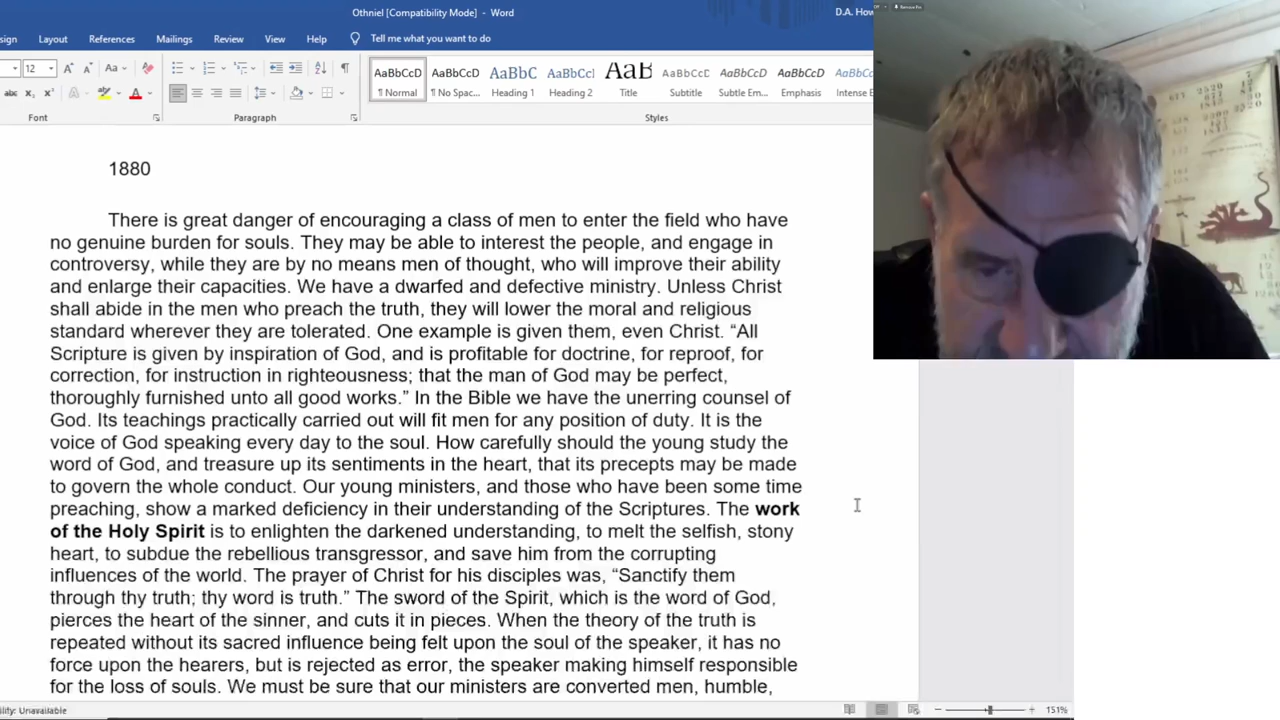 Othniel [Compatibility Mode] - Word
D.A. How
sign Layout References Mailings Review View Help Tell me what you want to do
12 Aa
abc x x A A
AaBbCcD AaBbCcD AaBbC AaBbCcI AaB AaBbCcD AaBbCcD AaBbCcD AaBbCc
¶ Normal ¶ No Spac... Heading 1 Heading 2 Title Subtitle Subtle Em... Emphasis Intense E
Font Paragraph Styles
1880
There is great danger of encouraging a class of men to enter the field who have
no genuine burden for souls. They may be able to interest the people, and engage in
controversy, while they are by no means men of thought, who will improve their ability
and enlarge their capacities. We have a dwarfed and defective ministry. Unless Christ
shall abide in the men who preach the truth, they will lower the moral and religious
standard wherever they are tolerated. One example is given them, even Christ. “All
Scripture is given by inspiration of God, and is profitable for doctrine, for reproof, for
correction, for instruction in righteousness; that the man of God may be perfect,
thoroughly furnished unto all good works.” In the Bible we have the unerring counsel of
God. Its teachings practically carried out will fit men for any position of duty. It is the
voice of God speaking every day to the soul. How carefully should the young study the
word of God, and treasure up its sentiments in the heart, that its precepts may be made
to govern the whole conduct. Our young ministers, and those who have been some time
preaching, show a marked deficiency in their understanding of the Scriptures. The work
of the Holy Spirit is to enlighten the darkened understanding, to melt the selfish, stony
heart, to subdue the rebellious transgressor, and save him from the corrupting
influences of the world. The prayer of Christ for his disciples was, “Sanctify them
through thy truth; thy word is truth.” The sword of the Spirit, which is the word of God,
pierces the heart of the sinner, and cuts it in pieces. When the theory of the truth is
repeated without its sacred influence being felt upon the soul of the speaker, it has no
force upon the hearers, but is rejected as error, the speaker making himself responsible
for the loss of souls. We must be sure that our ministers are converted men, humble,
ility: Unavailable
151%
677 2520
1843
2520